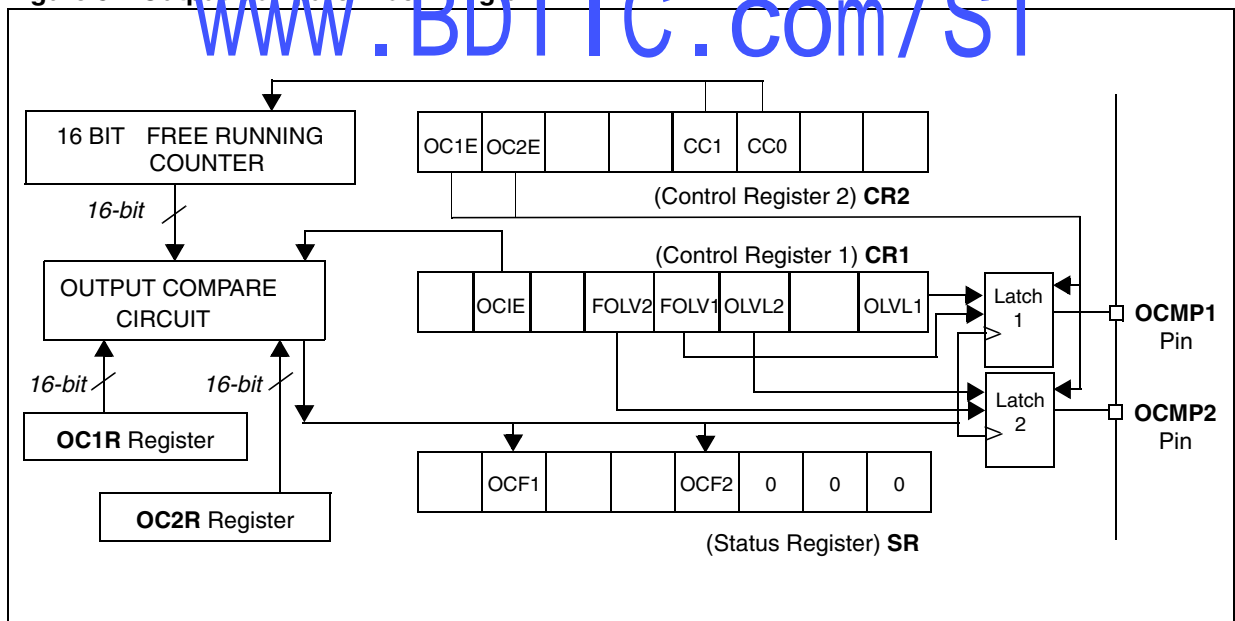 www.BDTIC.com/ST
16 BIT FREE RUNNING
COUNTER
OC1E OC2E CC1 CC0
(Control Register 2) CR2
16-bit
(Control Register 1) CR1
OUTPUT COMPARE
CIRCUIT
OCIE FOLV2 FOLV1 OLVL2 OLVL1
Latch
1
OCMP1
Pin
16-bit 16-bit
Latch
2
OCMP2
Pin
OC1R Register
OCF1 OCF2 0 0 0
OC2R Register
(Status Register) SR